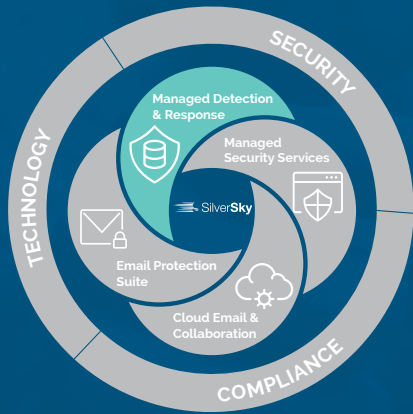 SECURITY
Managed Detection
& Response
Managed
Security Services
TECHNOLOGY
SilverSky
Email Protection
Suite
Cloud Email &
Collaboration
COMPLIANCE